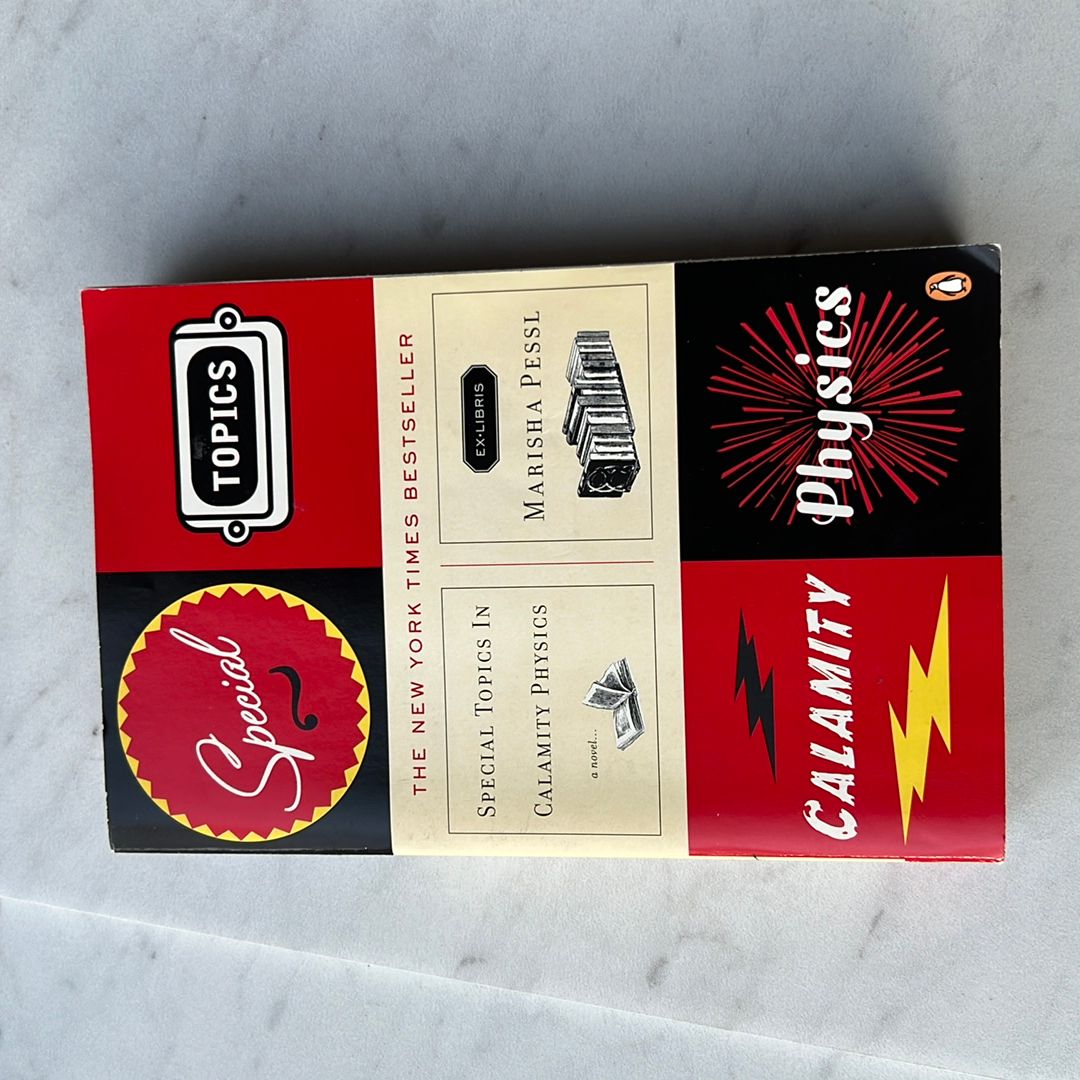 Special
TOPICS
THE NEW YORK TIMES BESTSELLER
SPECIAL TOPICS IN
CALAMITY PHYSICS
a novel...
EX•LIBRIS
MARISHA PESSL
CALAMITY
Physics